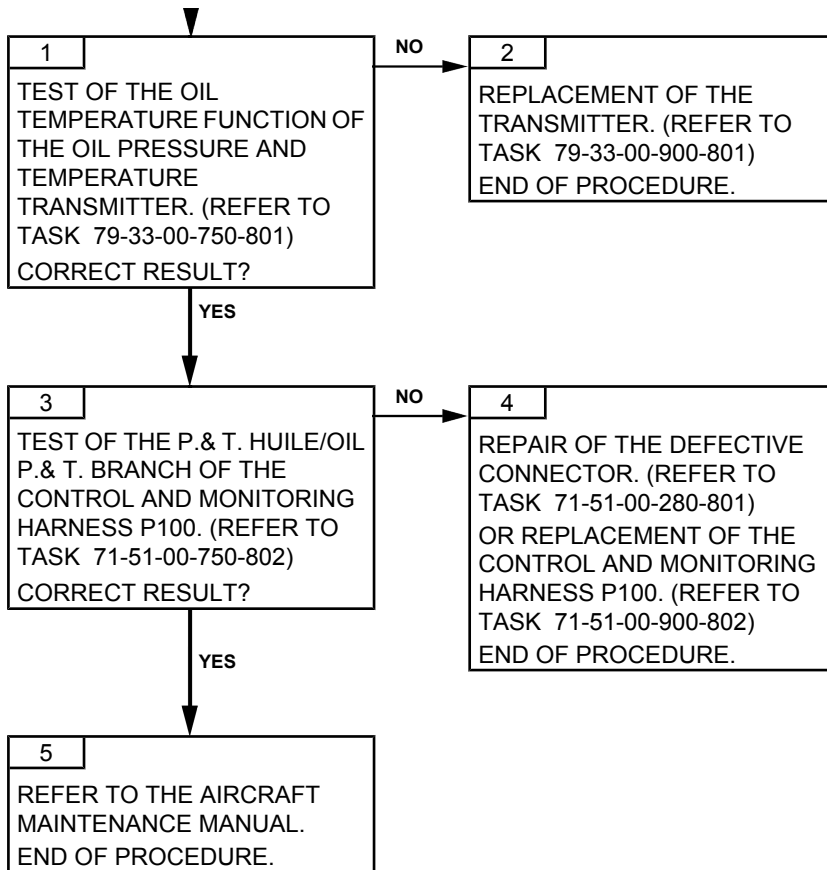 1
TEST OF THE OIL
TEMPERATURE FUNCTION OF
THE OIL PRESSURE AND
TEMPERATURE
TRANSMITTER. (REFER TO
TASK 79-33-00-750-801)
CORRECT RESULT?
NO
2
REPLACEMENT OF THE
TRANSMITTER. (REFER TO
TASK 79-33-00-900-801)
END OF PROCEDURE.
YES
3
TEST OF THE P.& T. HUILE/OIL
P.& T. BRANCH OF THE
CONTROL AND MONITORING
HARNESS P100. (REFER TO
TASK 71-51-00-750-802)
CORRECT RESULT?
NO
4
REPAIR OF THE DEFECTIVE
CONNECTOR. (REFER TO
TASK 71-51-00-280-801)
OR REPLACEMENT OF THE
CONTROL AND MONITORING
HARNESS P100. (REFER TO
TASK 71-51-00-900-802)
END OF PROCEDURE.
YES
5
REFER TO THE AIRCRAFT
MAINTENANCE MANUAL.
END OF PROCEDURE.